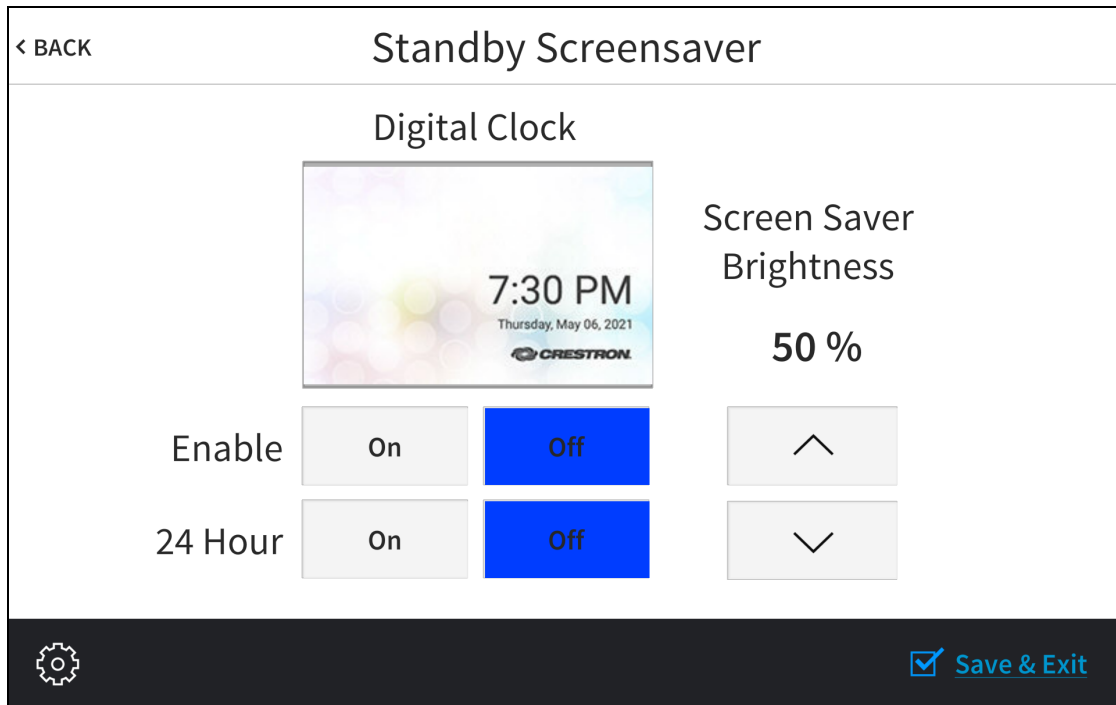 < BACK
Standby Screensaver
Digital Clock
7:30 PM
Thursday, May 06, 2021
CRESTRON
Screen Saver
Brightness
50 %
Enable
On
Off
24 Hour
On
Off
Save & Exit